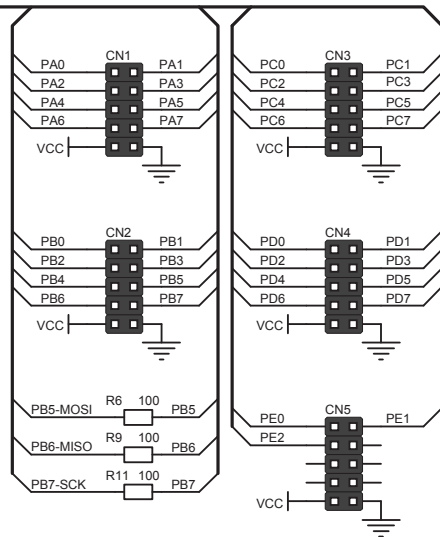 CN1
PA0 PA1
PA2 PA3
PA4 PA5
PA6 PA7
VCC
CN2
PB0 PB1
PB2 PB3
PB4 PB5
PB6 PB7
VCC
PB5-MOSI R6 100 PB5
PB6-MISO R9 100 PB6
PB7-SCK R11 100 PB7
CN3
PC0 PC1
PC2 PC3
PC4 PC5
PC6 PC7
VCC
CN4
PD0 PD1
PD2 PD3
PD4 PD5
PD6 PD7
VCC
CN5
PE0 PE1
PE2
VCC